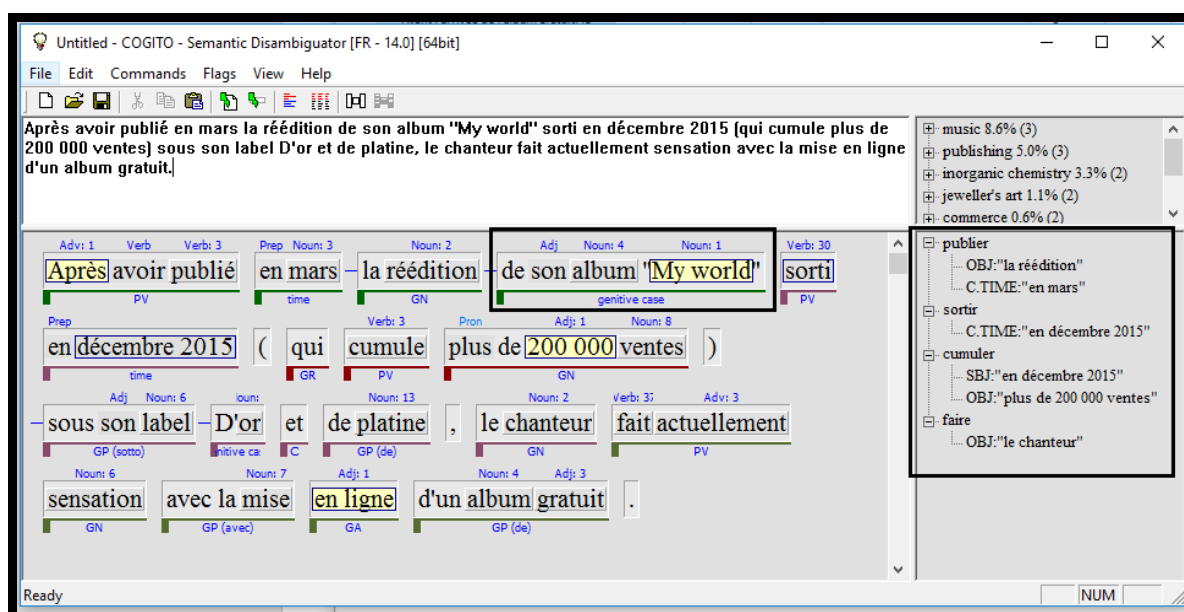 Untitled - COGITO - Semantic Disambiguator [FR - 14.0] [64bit]
File Edit Commands Flags View Help
Après avoir publié en mars la réédition de son album "My world" sorti en décembre 2015 (qui cumule plus de
200 000 ventes) sous son label D'or et de platine, le chanteur fait actuellement sensation avec la mise en ligne
d'un album gratuit.
music 8.6% (3)
publishing 5.0% (3)
inorganic chemistry 3.3% (2)
jeweller's art 1.1% (2)
commerce 0.6% (2)
Adv: 1 Verb Verb: 3 Prep Noun: 3 Noun: 2 Adj Noun: 4 Noun: 1 Verb: 30
Après avoir publié en mars la réédition de son album "My world" sorti
PV time GN genitive case PV
Prep Verb: 3 Pron Adj: 1 Noun: 8
en décembre 2015 ( qui cumule plus de 200 000 ventes )
time GR PV GN
Adj Noun: 6 oun: Noun: 13 Noun: 2 Verb: 37 Adv: 3
sous son label D'or et de platine , le chanteur fait actuellement
GP (sotto) nitive ca: C GP (de) GN PV
Noun: 6 Noun: 7 Adj: 1 Noun: 4 Adj: 3
sensation avec la mise en ligne d'un album gratuit .
GN GP (avec) GA GP (de)
publier
OBJ:"la réédition"
C.TIME:"en mars"
sortir
C.TIME:"en décembre 2015"
cumuler
SBJ:"en décembre 2015"
OBJ:"plus de 200 000 ventes"
faire
OBJ:"le chanteur"
Ready NUM